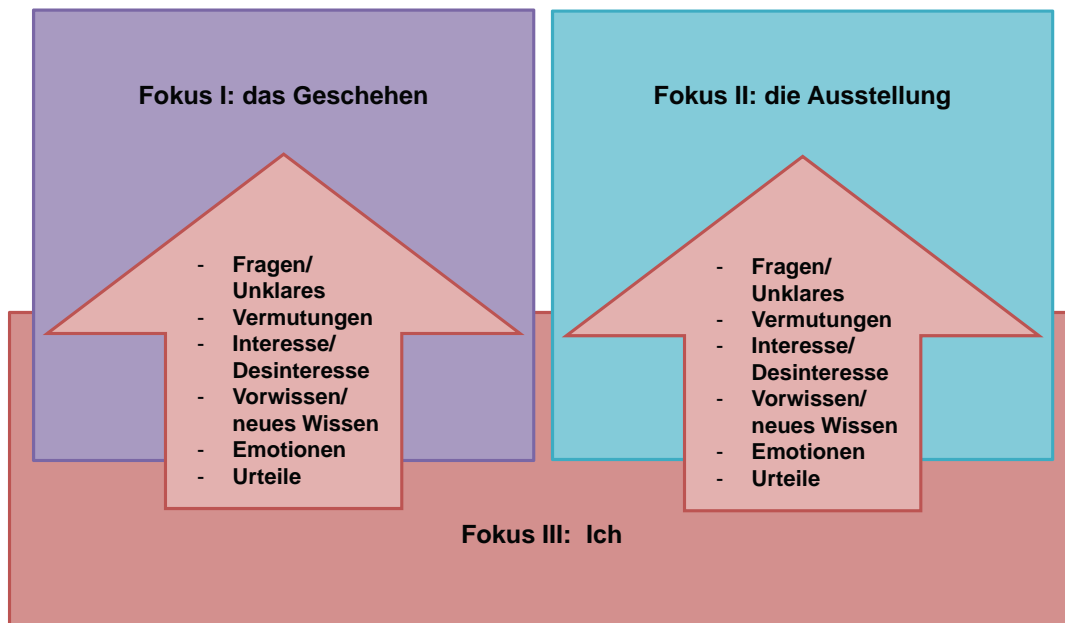 Fokus I: das Geschehen
- Fragen/
Unklares
- Vermutungen
- Interesse/
Desinteresse
- Vorwissen/
neues Wissen
- Emotionen
- Urteile
Fokus II: die Ausstellung
- Fragen/
Unklares
- Vermutungen
- Interesse/
Desinteresse
- Vorwissen/
neues Wissen
- Emotionen
- Urteile
Fokus III: Ich